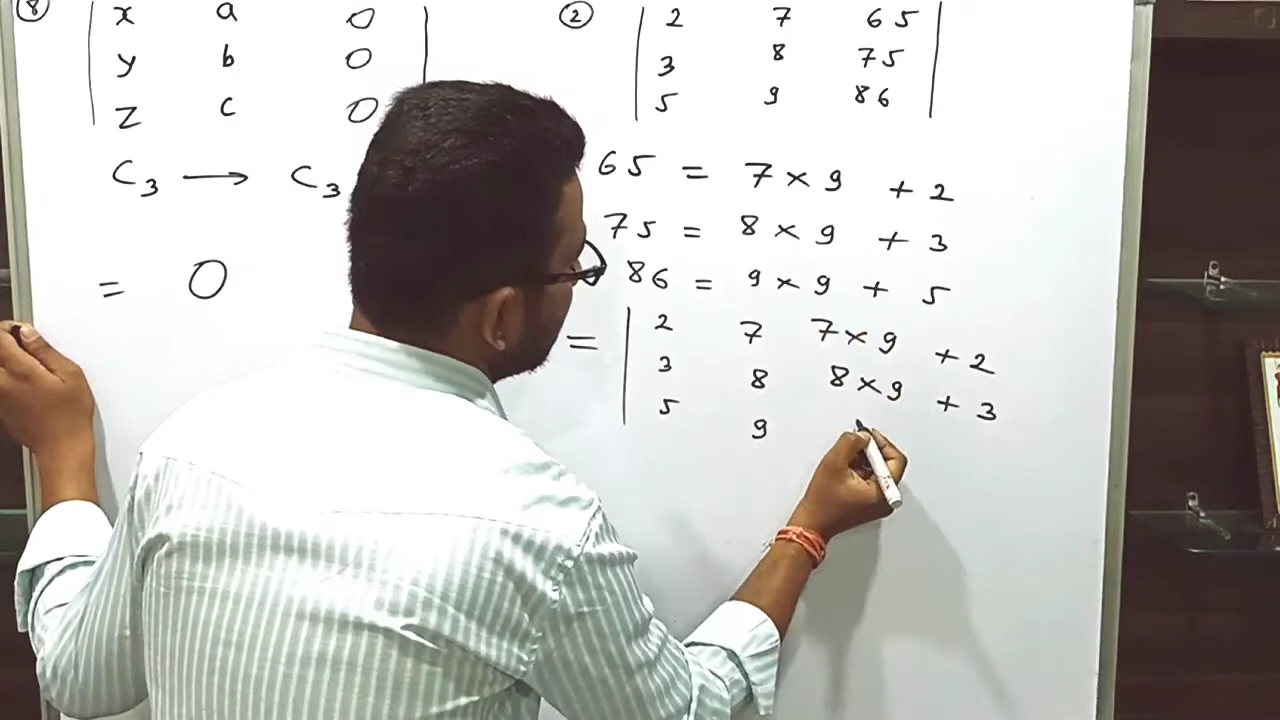 ⑧ | x a 0 |
| y b 0 |
| z c 0 |
C₃ ⟶ C₃
= 0
② | 2 7 65 |
| 3 8 75 |
| 5 9 86 |
65 = 7 × 9 + 2
75 = 8 × 9 + 3
86 = 9 × 9 + 5
= | 2 7 7×9 + 2
| 3 8 8×9 + 3
| 5 9